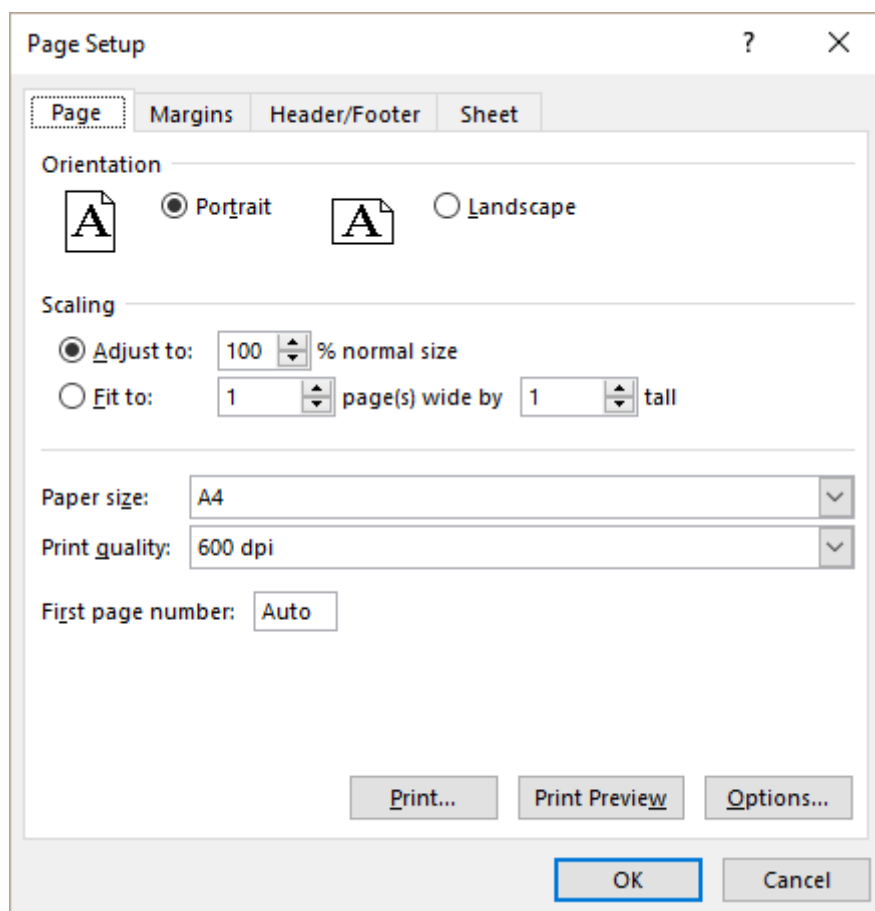 Page Setup ?
Page Margins Header/Footer Sheet
Orientation
A Portrait A Landscape
Scaling
Adjust to: 100 % normal size
Fit to: 1 page(s) wide by 1 tall
Paper size: A4
Print quality: 600 dpi
First page number: Auto
Print... Print Preview Options...
OK Cancel